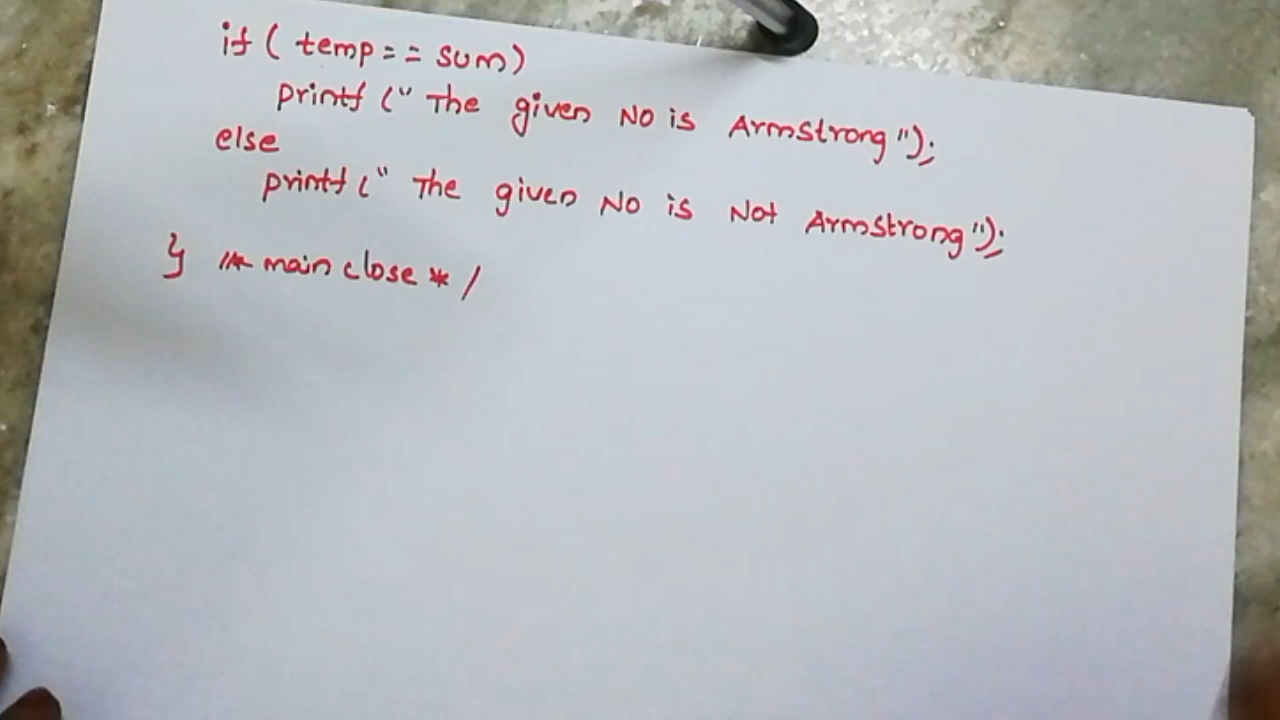 if ( temp == sum)
printf (" The given No is Armstrong");
else
printf (" The given No is Not Armstrong");
} /* main close */